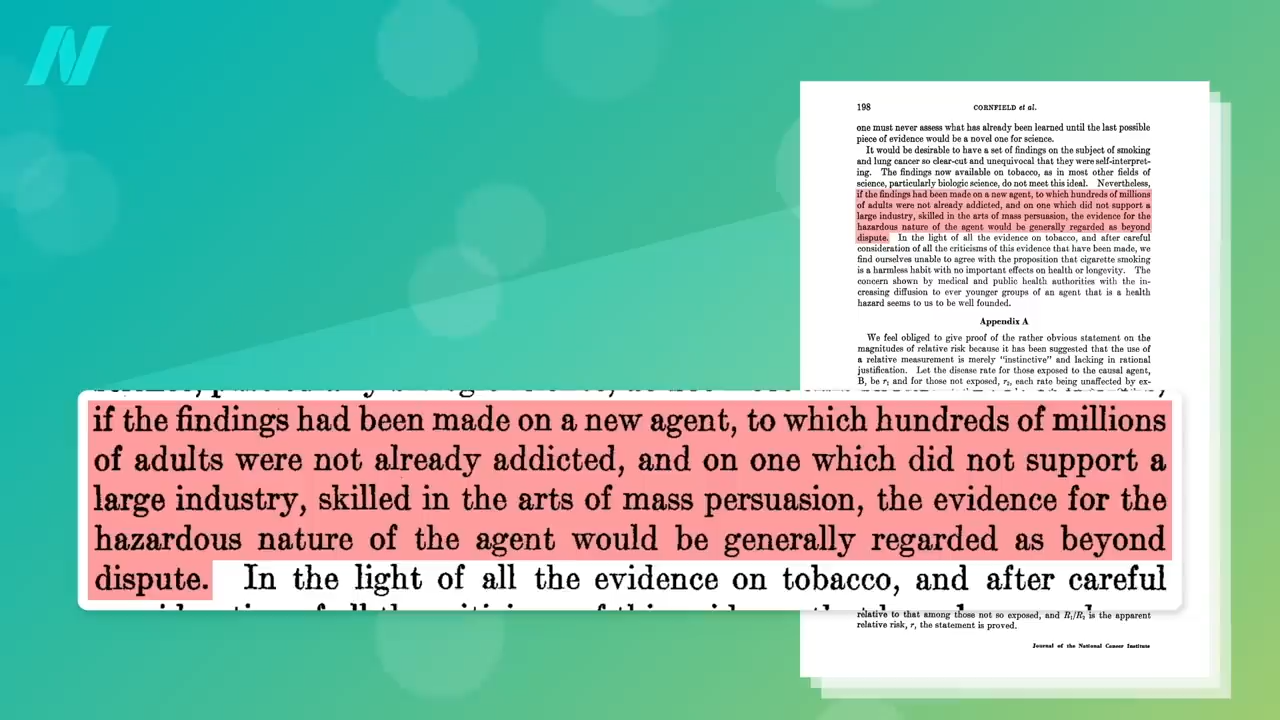 198
CORNFIELD et al.
one must never assess what has already been learned until the last possible
piece of evidence would be a novel one for science.
It would be desirable to have a set of findings on the subject of smoking
and lung cancer so clear-cut and unequivocal that they were self-interpret-
ing. The findings now available on tobacco, as in most other fields of
science, particularly biologic science, do not meet this ideal. Nevertheless,
if the findings had been made on a new agent, to which hundreds of millions
of adults were not already addicted, and on one which did not support a
large industry, skilled in the arts of mass persuasion, the evidence for the
hazardous nature of the agent would be generally regarded as beyond
dispute. In the light of all the evidence on tobacco, and after careful
consideration of all the criticisms of this evidence that have been made, we
find ourselves unable to agree with the proposition that cigarette smoking
is a harmless habit with no important effects on health or longevity. The
concern shown by medical and public health authorities with the in-
creasing diffusion to ever younger groups of an agent that is a health
hazard seems to us to be well founded.
Appendix A
We feel obliged to give proof of the rather obvious statement on the
magnitudes of relative risk because it has been suggested that the use of
a relative measurement is merely "instinctive" and lacking in rational
justification. Let the disease rate for those exposed to the causal agent,
B, be r₁ and for those not exposed, r₂, each rate being unaffected by ex-
if the findings had been made on a new agent, to which hundreds of millions
of adults were not already addicted, and on one which did not support a
large industry, skilled in the arts of mass persuasion, the evidence for the
hazardous nature of the agent would be generally regarded as beyond
dispute. In the light of all the evidence on tobacco, and after careful
relative to that among those not so exposed, and R₁/R₂ is the apparent
relative risk, r, the statement is proved.
Journal of the National Cancer Institute